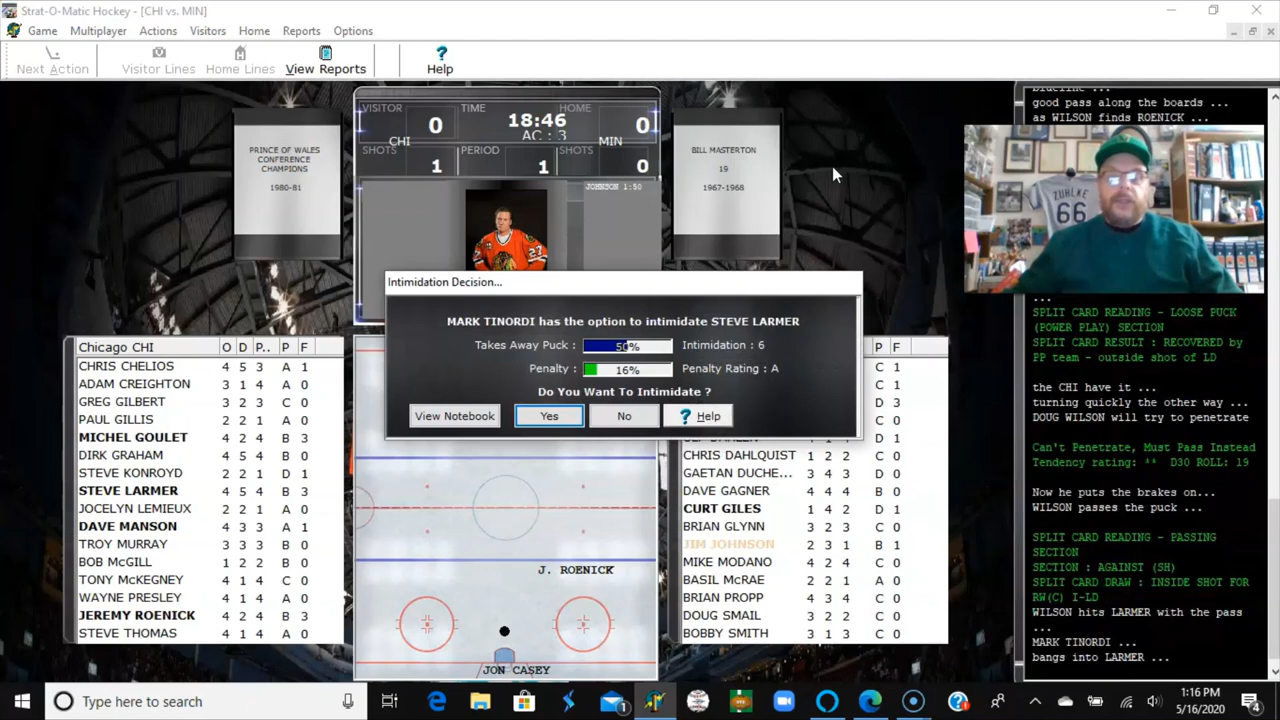 Strat-O-Matic Hockey - [CHI vs. MIN]
Game Multiplayer Actions Visitors Home Reports Options
Next Action Visitor Lines Home Lines View Reports Help
PRINCE OF WALES
CONFERENCE
CHAMPIONS
1980-81
VISITOR TIME HOME
0 18:46 0
CHI AC : 3 MIN
SHOTS PERIOD SHOTS
1 1 0
JOHNSON 1:50
BILL MASTERTON
19
1967-1968
Intimidation Decision...
MARK TINORDI has the option to intimidate STEVE LARMER
Takes Away Puck : 50% Intimidation : 6
Penalty : 16% Penalty Rating : A
Do You Want To Intimidate ?
View Notebook Yes No Help
Chicago CHI O D P.. P F
CHRIS CHELIOS 4 5 3 A 1
ADAM CREIGHTON 3 1 4 A 0
GREG GILBERT 3 2 3 C 0
PAUL GILLIS 2 2 1 A 0
MICHEL GOULET 4 2 4 B 3
DIRK GRAHAM 4 5 4 B 0
STEVE KONROYD 2 2 1 D 1
STEVE LARMER 4 5 4 B 3
JOCELYN LEMIEUX 2 2 1 A 0
DAVE MANSON 4 3 3 A 1
TROY MURRAY 3 3 3 B 0
BOB McGILL 1 2 2 B 0
TONY McKEGNEY 4 1 4 C 0
WAYNE PRESLEY 4 1 4 A 0
JEREMY ROENICK 4 2 4 B 3
STEVE THOMAS 4 1 4 A 0
J. ROENICK
JON CASEY
P F
C 1
C 1
D 3
C 0
D 1
CHRIS DAHLQUIST 1 2 2 C 0
GAETAN DUCHE... 3 4 3 C 0
DAVE GAGNER 4 4 4 B 0
CURT GILES 1 4 2 D 1
BRIAN GLYNN 3 2 3 C 0
JIM JOHNSON 2 3 1 B 1
MIKE MODANO 4 2 4 C 0
BASIL McRAE 2 2 1 A 0
BRIAN PROPP 4 3 4 C 0
DOUG SMAIL 3 2 2 C 0
BOBBY SMITH 3 1 3 C 0
blueline ...
good pass along the boards ...
as WILSON finds ROENICK ...
ZUHLKE
66
...
SPLIT CARD READING - LOOSE PUCK
(POWER PLAY) SECTION
SPLIT CARD RESULT : RECOVERED by
PP team - outside shot of LD
the CHI have it ...
turning quickly the other way ...
DOUG WILSON will try to penetrate
Can't Penetrate, Must Pass Instead
Tendency rating: ** D30 ROLL: 19
Now he puts the brakes on...
WILSON passes the puck ...
SPLIT CARD READING - PASSING
SECTION
SECTION : AGAINST (SH)
SPLIT CARD DRAW : INSIDE SHOT FOR
RW(C) I-LD
WILSON hits LARMER with the pass
...
MARK TINORDI ...
bangs into LARMER ...
Type here to search
1:16 PM
5/16/2020